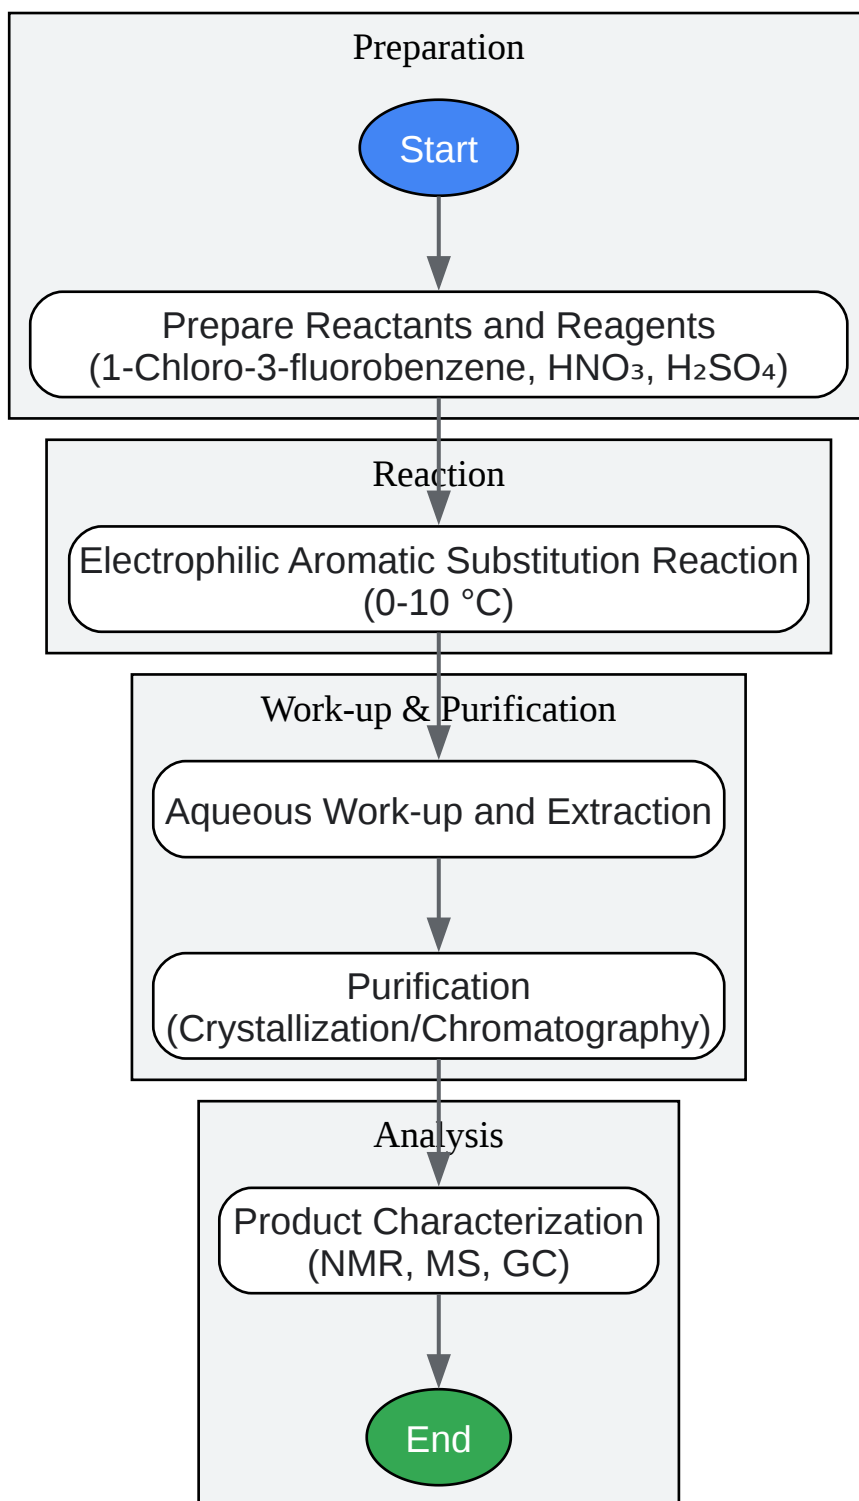 Preparation
Start
Prepare Reactants and Reagents
(1-Chloro-3-fluorobenzene, HNO₃, H₂SO₄)
Reaction
Electrophilic Aromatic Substitution Reaction
(0-10 °C)
Work-up & Purification
Aqueous Work-up and Extraction
Purification
(Crystallization/Chromatography)
Analysis
Product Characterization
(NMR, MS, GC)
End